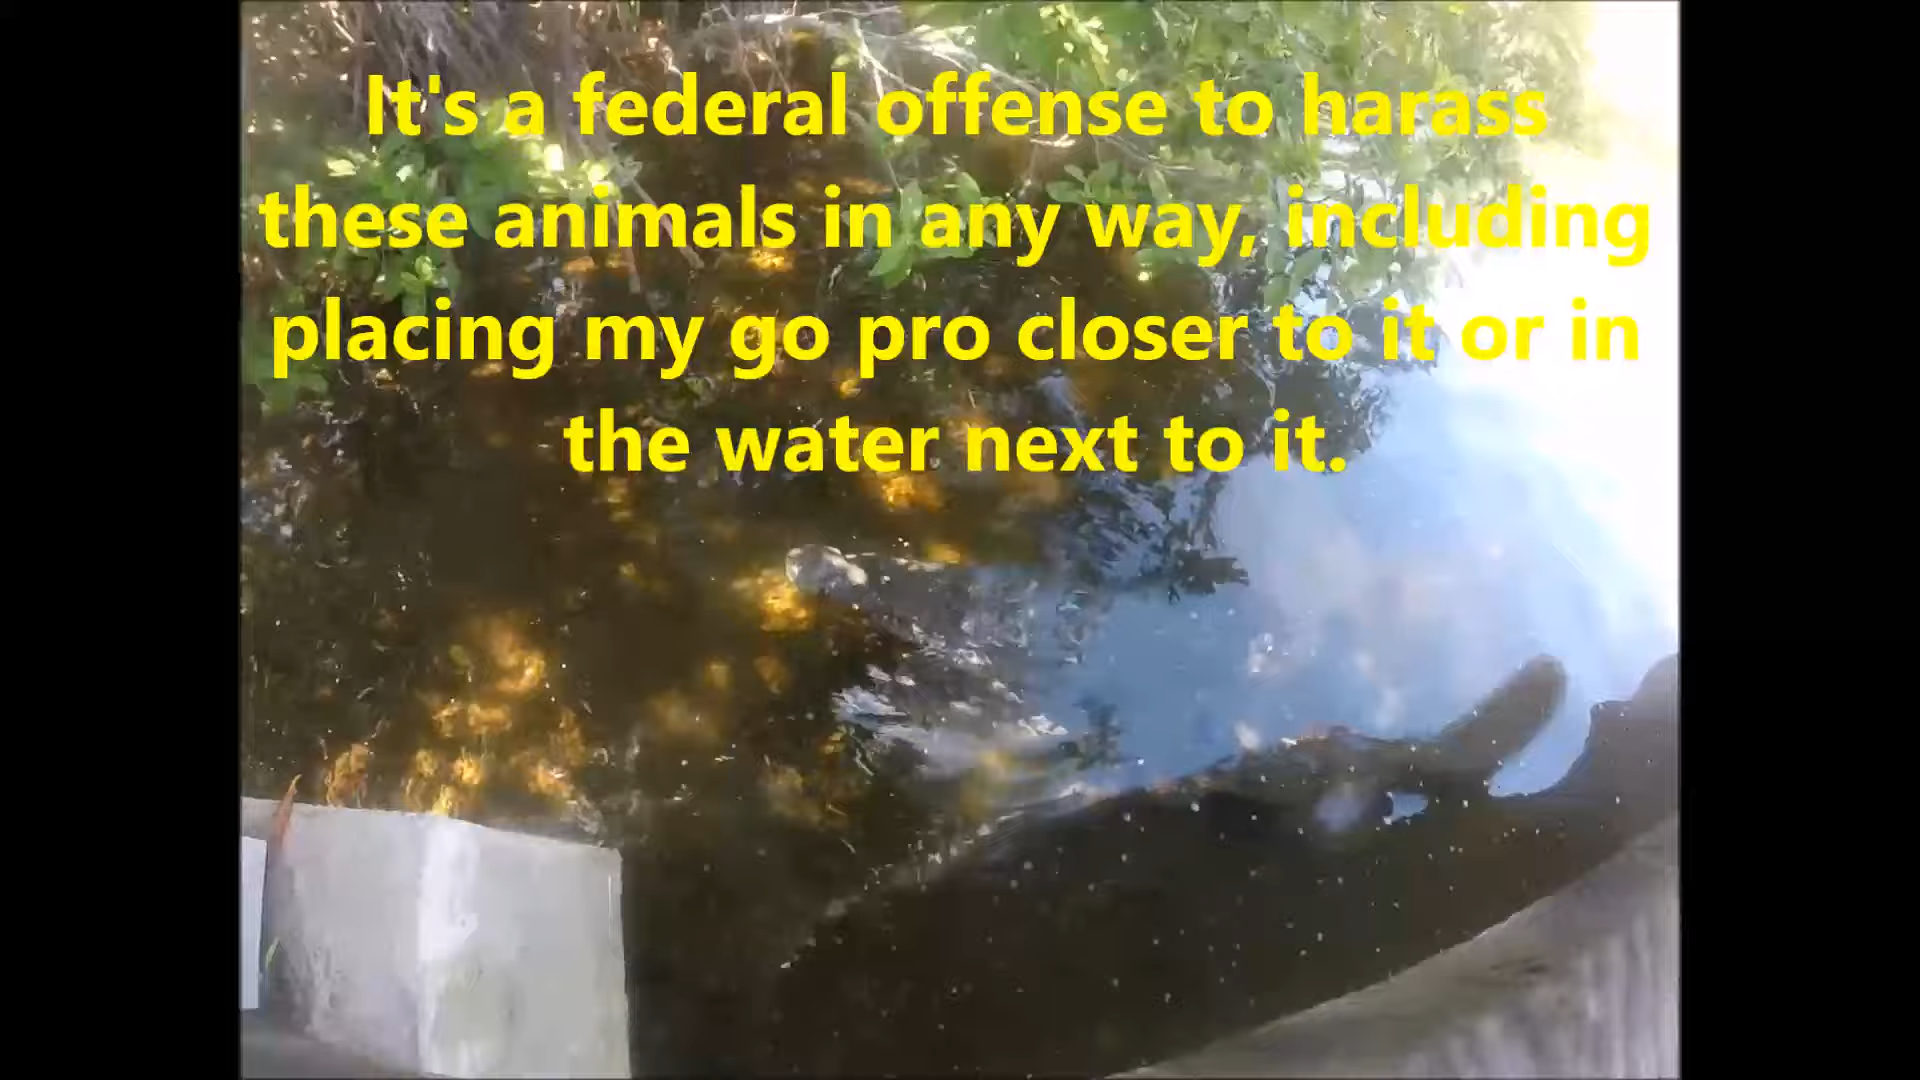 It's a federal offense to harass
these animals in any way, including
placing my go pro closer to it or in
the water next to it.